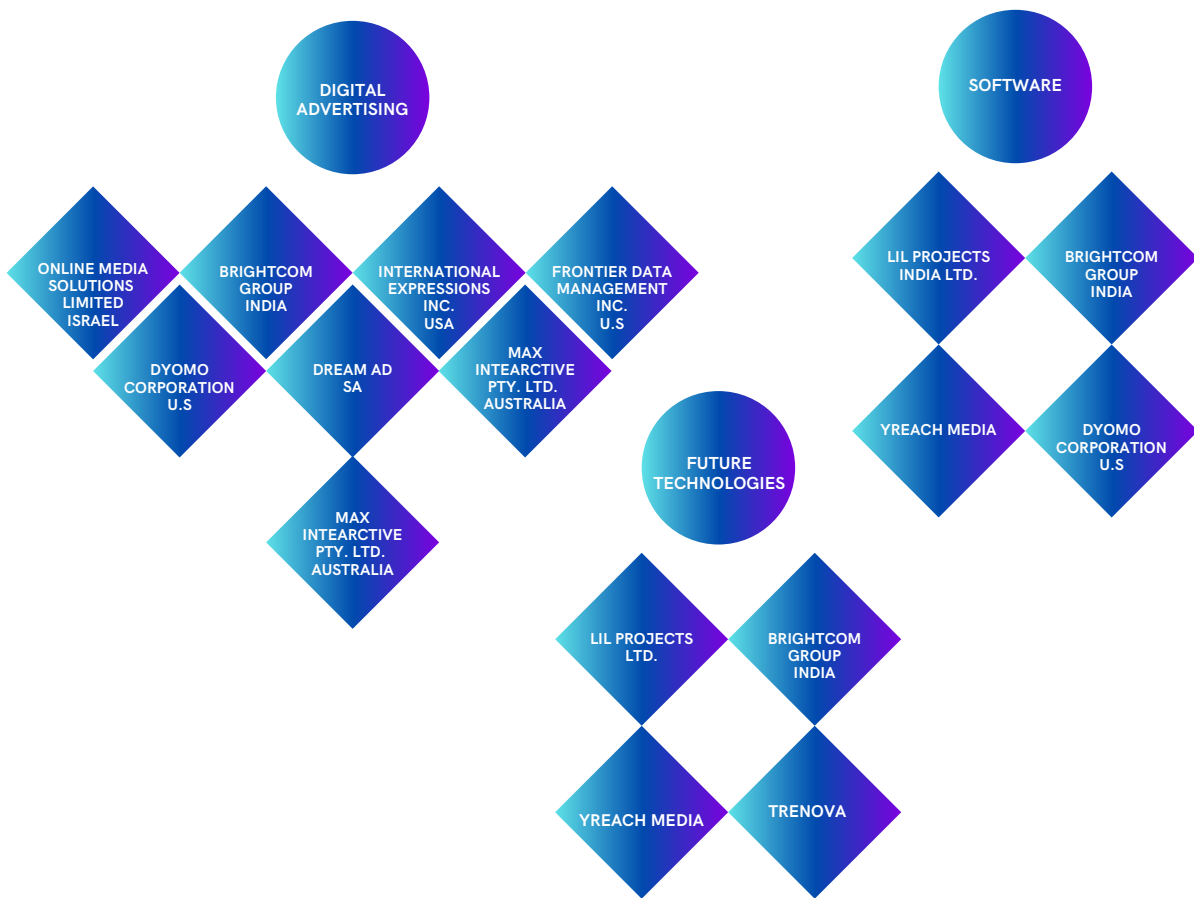 DIGITAL
ADVERTISING
ONLINE MEDIA
SOLUTIONS
LIMITED
ISRAEL
BRIGHTCOM
GROUP
INDIA
INTERNATIONAL
EXPRESSIONS
INC.
USA
FRONTIER DATA
MANAGEMENT
INC.
U.S
DYOMO
CORPORATION
U.S
DREAM AD
SA
MAX
INTEARCTIVE
PTY. LTD.
AUSTRALIA
MAX
INTEARCTIVE
PTY. LTD.
AUSTRALIA
SOFTWARE
LIL PROJECTS
INDIA LTD.
BRIGHTCOM
GROUP
INDIA
YREACH MEDIA
DYOMO
CORPORATION
U.S
FUTURE
TECHNOLOGIES
LIL PROJECTS
LTD.
BRIGHTCOM
GROUP
INDIA
YREACH MEDIA
TRENOVA